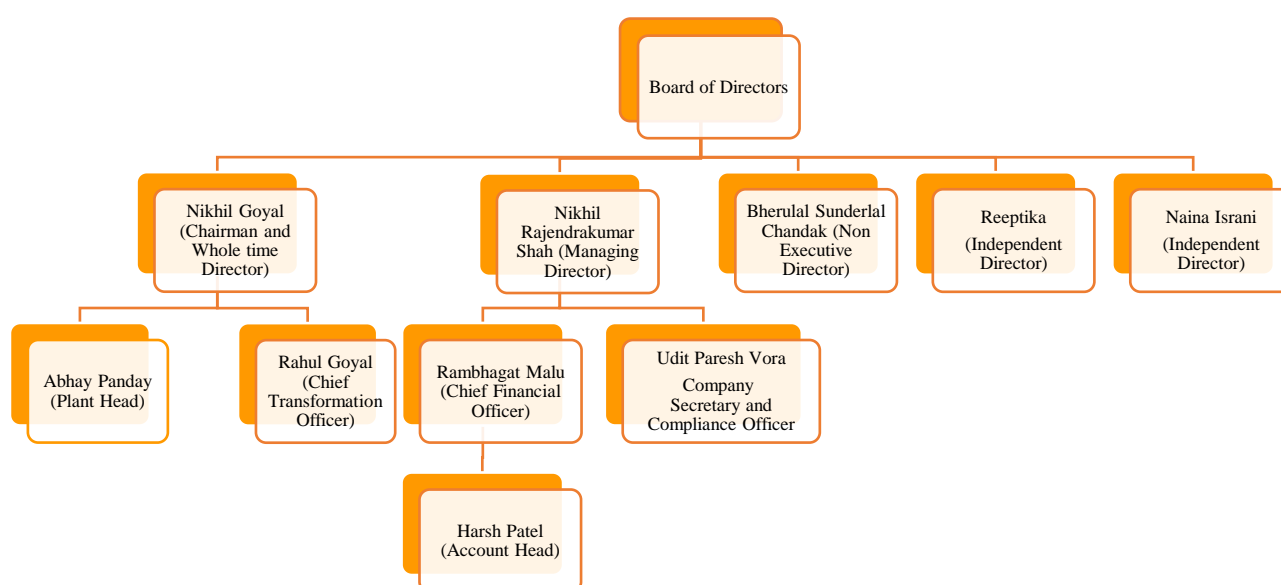 Board of Directors
Nikhil Goyal
(Chairman and
Whole time
Director)
Nikhil
Rajendrakumar
Shah (Managing
Director)
Bherulal Sunderlal
Chandak (Non
Executive
Director)
Reeptika
(Independent
Director)
Naina Israni
(Independent
Director)
Abhay Panday
(Plant Head)
Rahul Goyal
(Chief
Transformation
Officer)
Rambhagat Malu
(Chief Financial
Officer)
Udit Paresh Vora
Company
Secretary and
Compliance Officer
Harsh Patel
(Account Head)